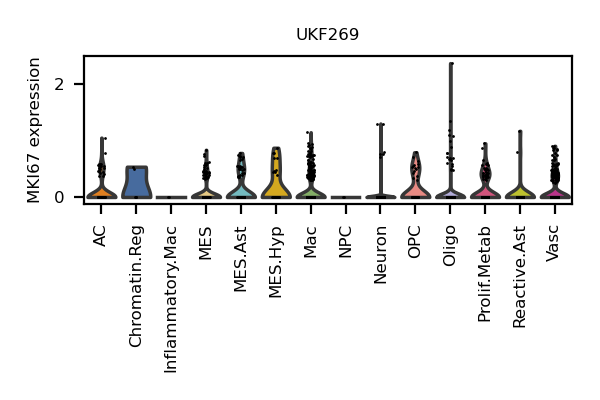 UKF269
MKI67 expression
2
0
AC
Chromatin.Reg
Inflammatory.Mac
MES
MES.Ast
MES.Hyp
Mac
NPC
Neuron
OPC
Oligo
Prolif.Metab
Reactive.Ast
Vasc